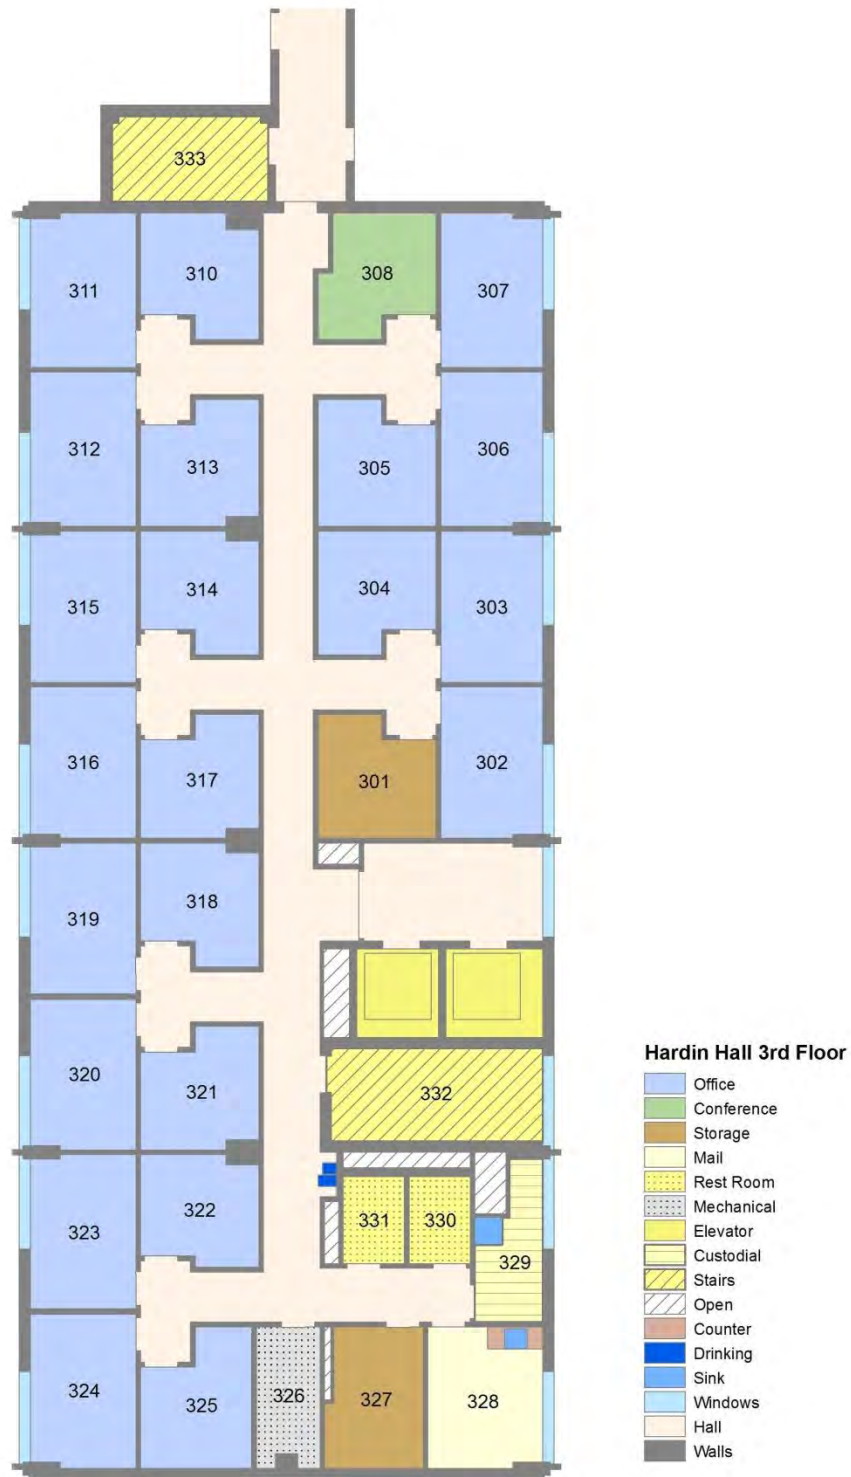 333
311
310
308
307
312
313
305
306
315
314
304
303
316
317
301
302
319
318
320
321
332
323
322
331
330
329
324
325
326
327
328
Hardin Hall 3rd Floor
Office
Conference
Storage
Mail
Rest Room
Mechanical
Elevator
Custodial
Stairs
Open
Counter
Drinking
Sink
Windows
Hall
Walls